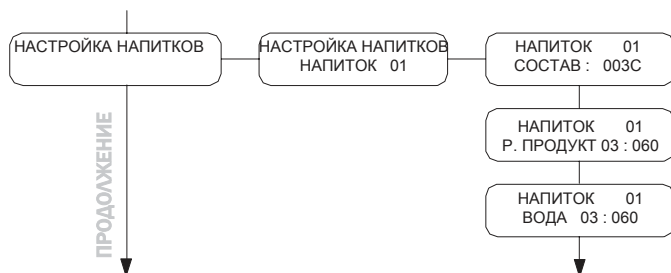 НАСТРОЙКА НАПИТКОВ
НАСТРОЙКА НАПИТКОВ
НАПИТОК 01
НАПИТОК 01
СОСТАВ : 003C
НАПИТОК 01
Р. ПРОДУКТ 03 : 060
НАПИТОК 01
ВОДА 03 : 060
ПРОДОЛЖЕНИЕ